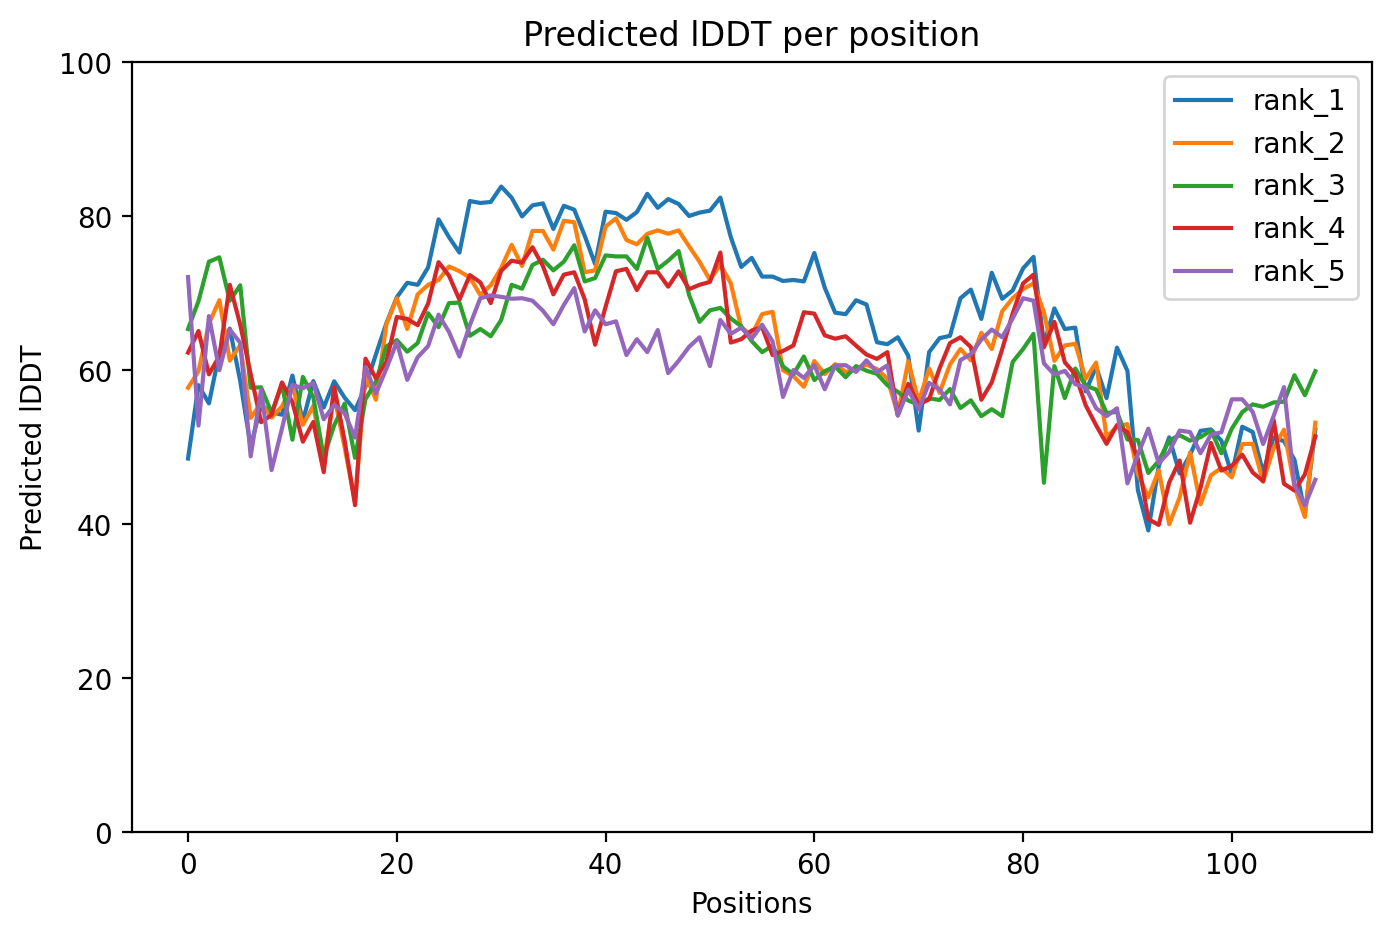 Predicted lDDT per position
100
80
60
40
20
0
Predicted lDDT
rank_1
rank_2
rank_3
rank_4
rank_5
0 20 40 60 80 100
Positions